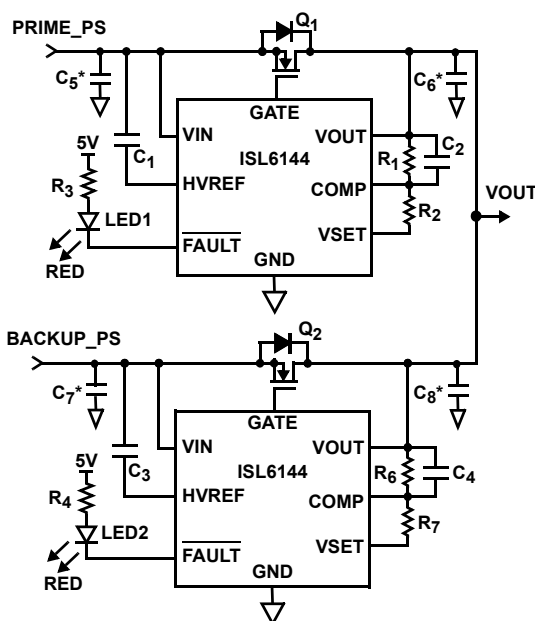 PRIME_PS
Q1
C5*
C6*
GATE
5V
C1
VIN
VOUT
ISL6144
R1
C2
R3
HVREF
COMP
VOUT
LED1
R2
FAULT
VSET
RED
GND
BACKUP_PS
Q2
C7*
C8*
GATE
5V
C3
VIN
VOUT
ISL6144
R6
C4
R4
HVREF
COMP
LED2
R7
FAULT
VSET
RED
GND